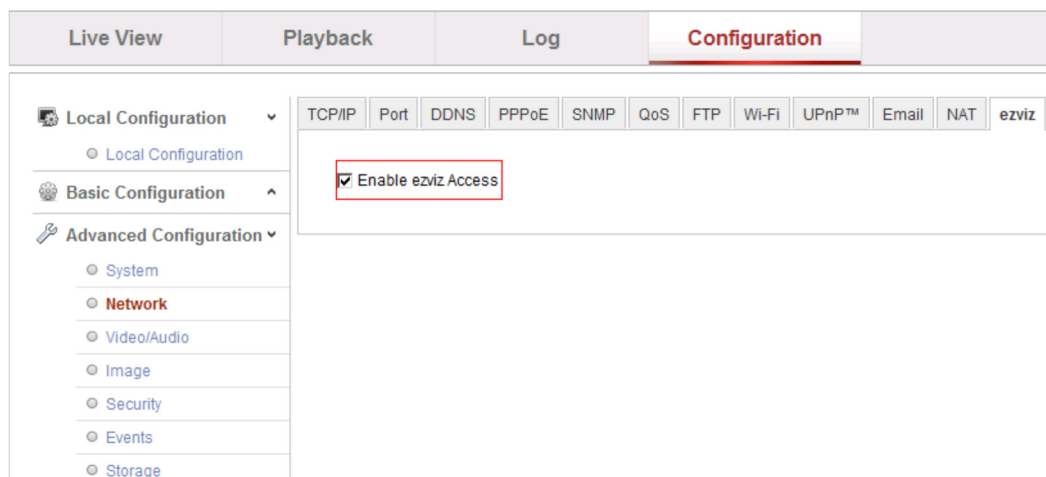 Live View Playback Log Configuration
Local Configuration
TCP/IP Port DDNS PPPoE SNMP QoS FTP Wi-Fi UPnP™ Email NAT ezviz
Local Configuration
Enable ezviz Access
Basic Configuration
Advanced Configuration
System
Network
Video/Audio
Image
Security
Events
Storage